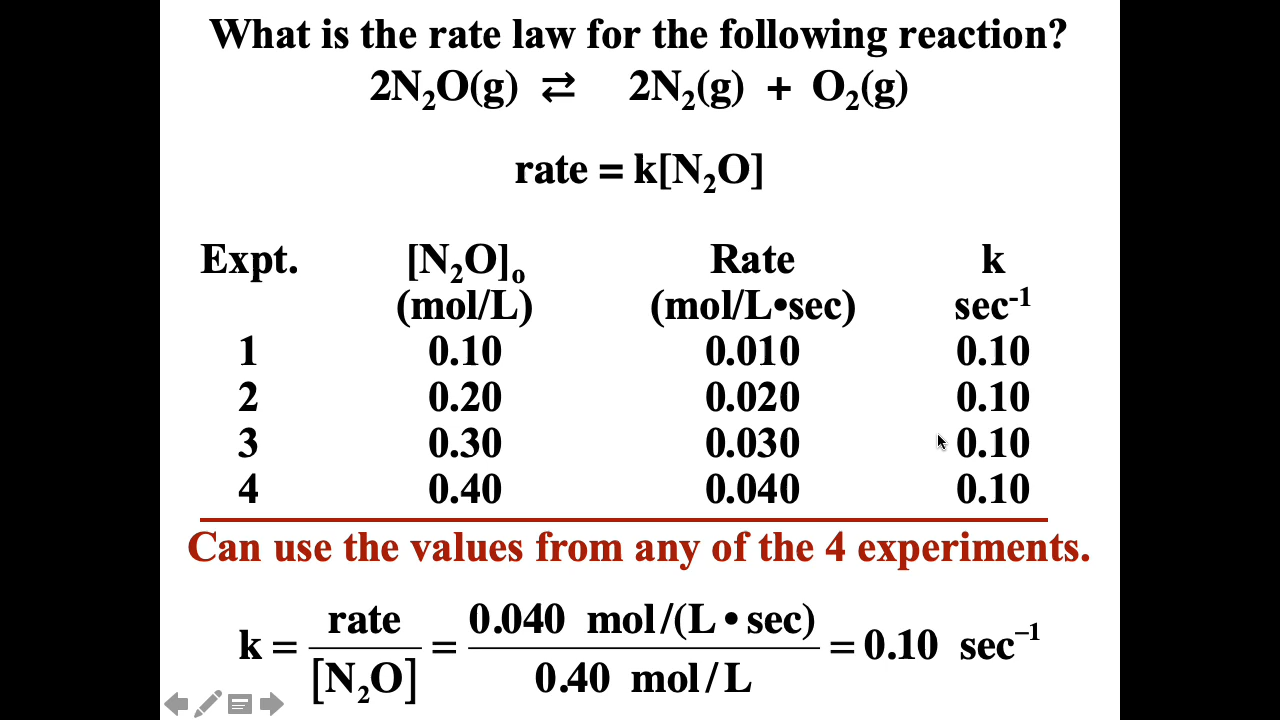 What is the rate law for the following reaction?
2N₂O(g) ⇄ 2N₂(g) + O₂(g)
rate = k[N₂O]
Expt. [N₂O]₀ Rate k
(mol/L) (mol/L•sec) sec⁻¹
1 0.10 0.010 0.10
2 0.20 0.020 0.10
3 0.30 0.030 0.10
4 0.40 0.040 0.10
Can use the values from any of the 4 experiments.
k = rate / [N₂O] = 0.040 mol/(L • sec) / 0.40 mol/L = 0.10 sec⁻¹